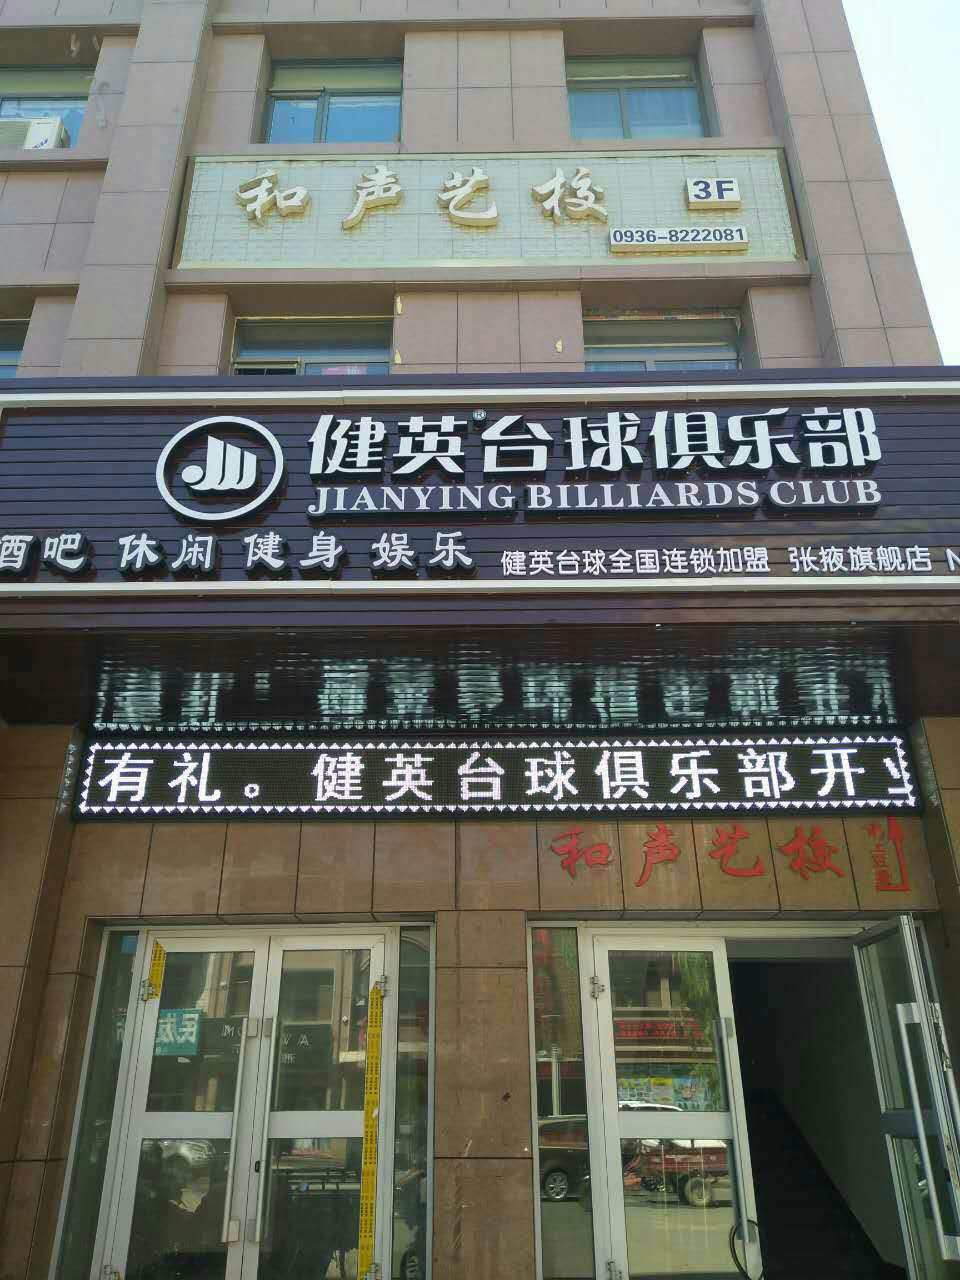 和声艺校 3F
0936-8222081
健英®台球俱乐部
JIANYING BILLIARDS CLUB
酒吧 休闲 健身 娱乐
健英台球全国连锁加盟 张掖旗舰店
有礼。健英台球俱乐部开
和声艺校